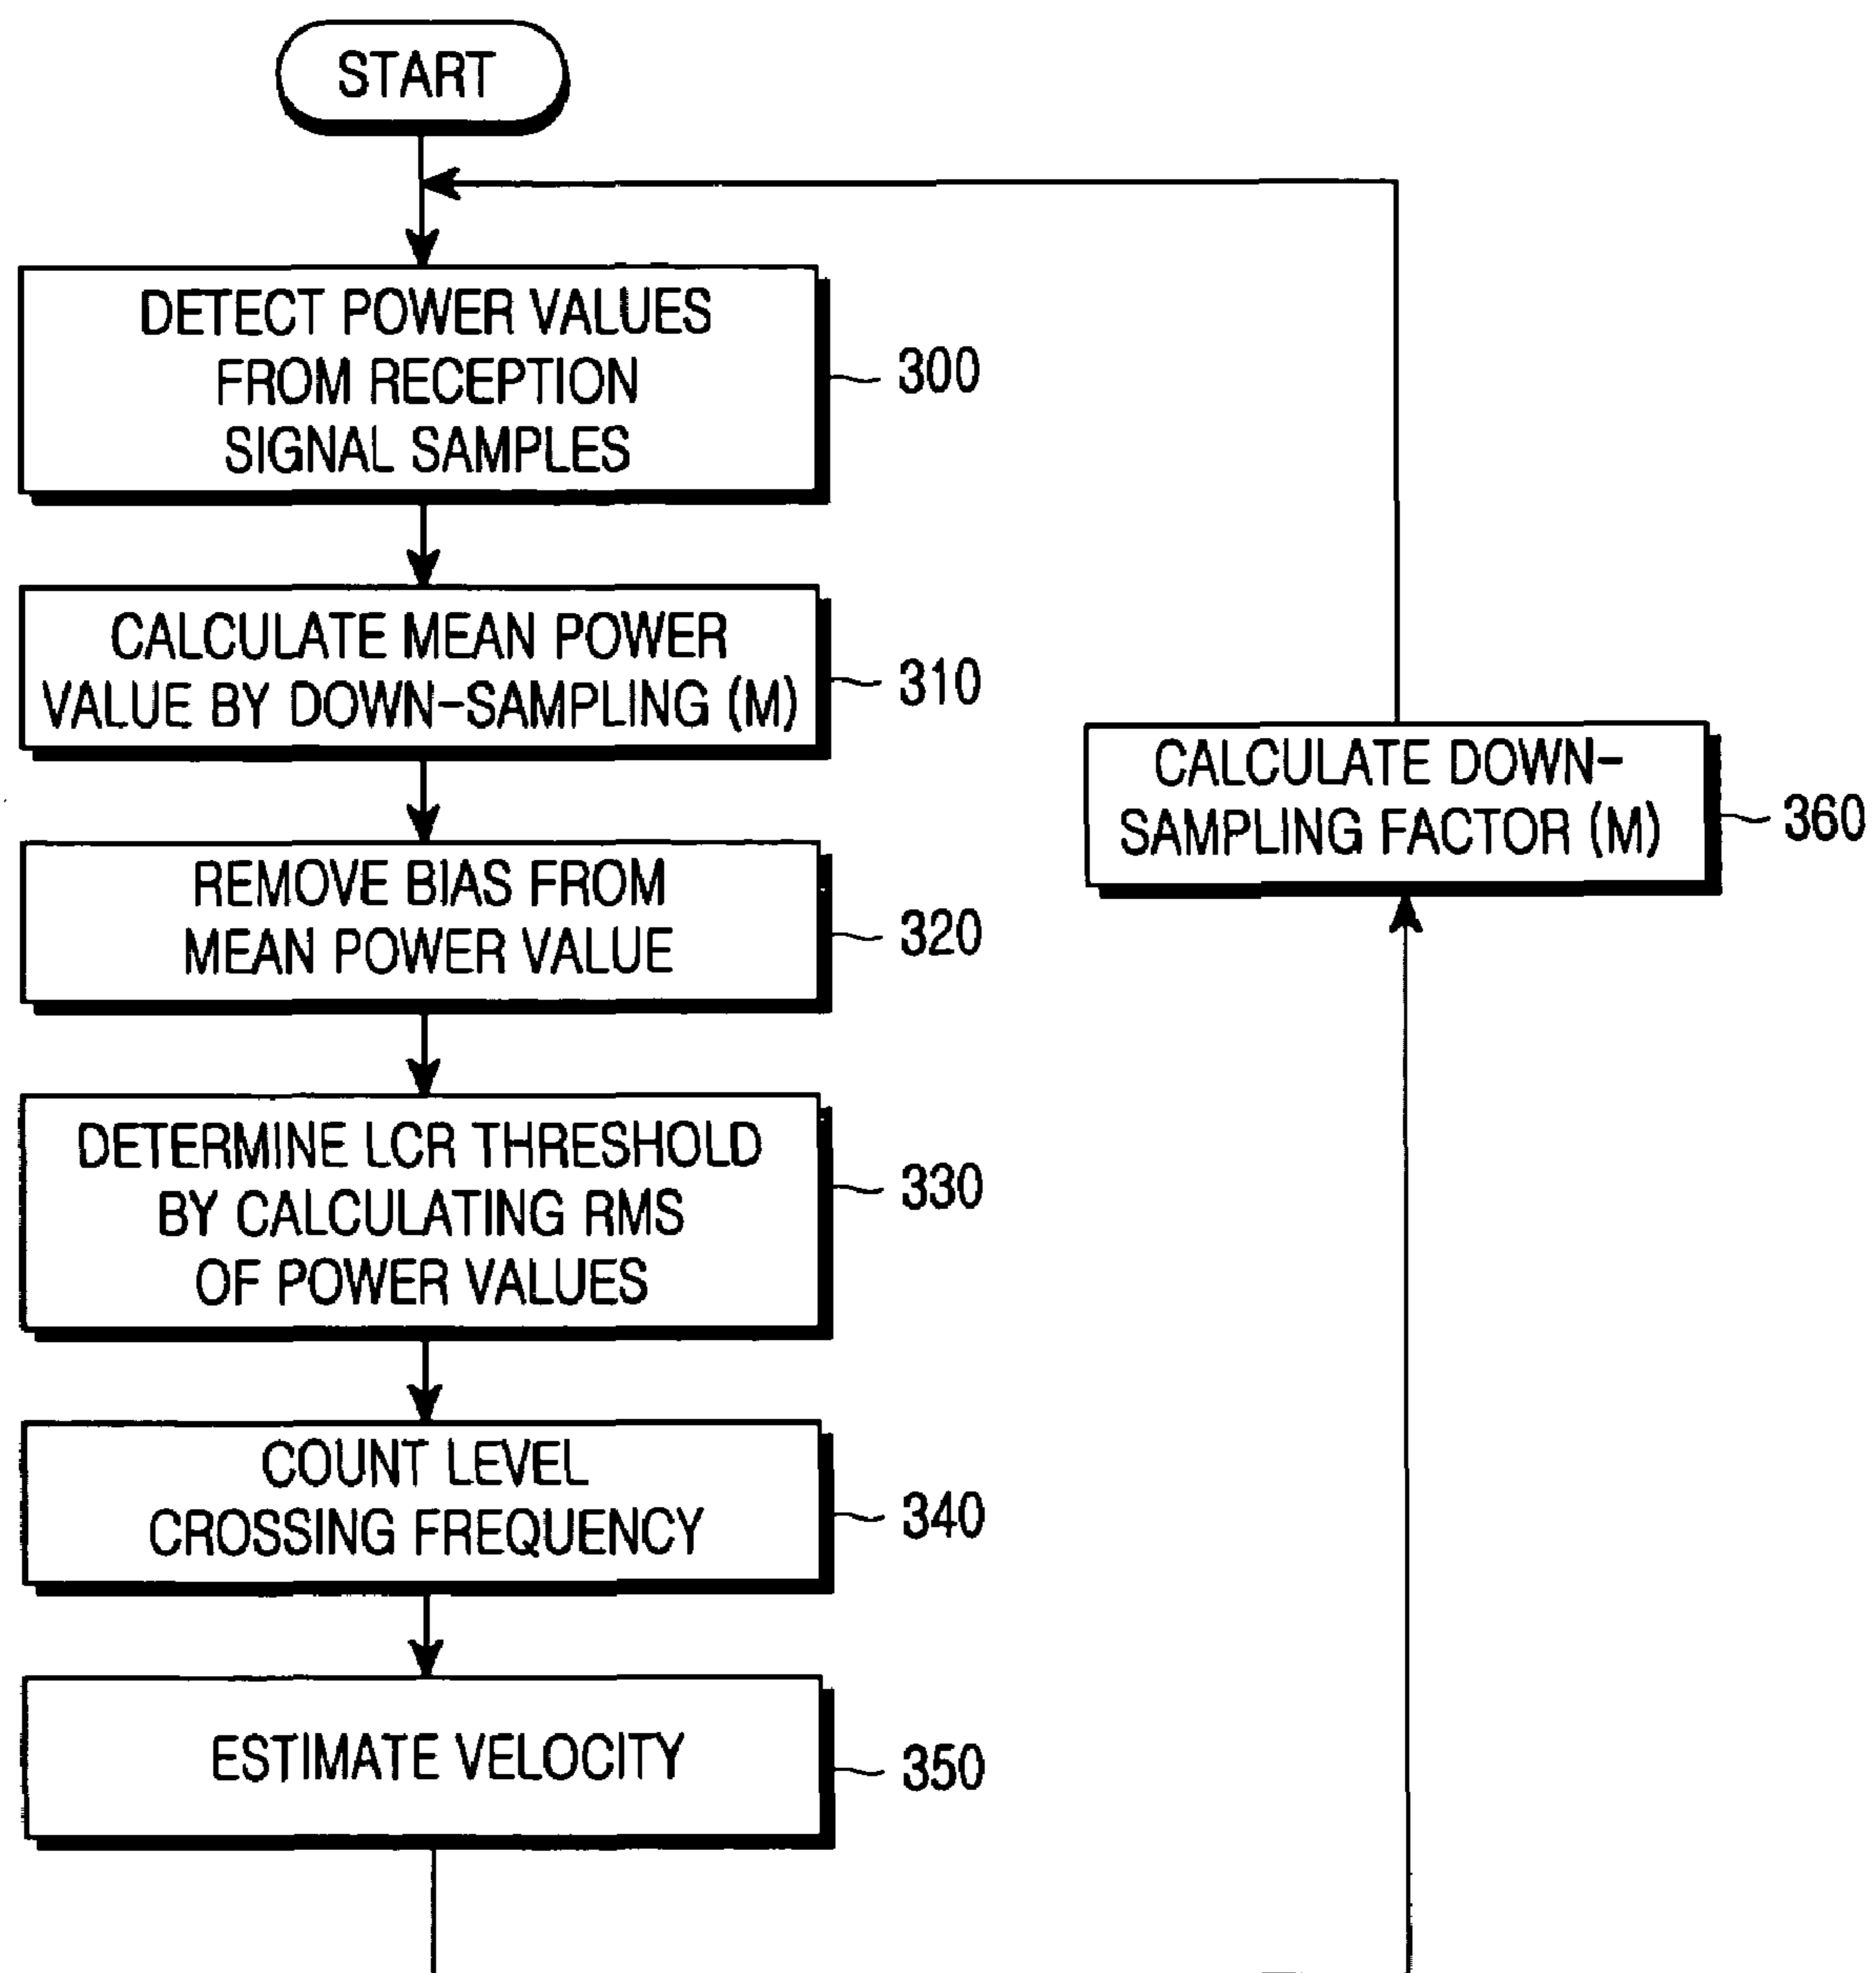 START
DETECT POWER VALUES
FROM RECEPTION
SIGNAL SAMPLES
300
CALCULATE MEAN POWER
VALUE BY DOWN-SAMPLING (M)
310
REMOVE BIAS FROM
MEAN POWER VALUE
320
DETERMINE LCR THRESHOLD
BY CALCULATING RMS
OF POWER VALUES
330
COUNT LEVEL
CROSSING FREQUENCY
340
ESTIMATE VELOCITY
350
CALCULATE DOWN-
SAMPLING FACTOR (M)
360